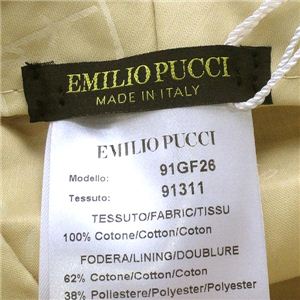 EMILIO PUCCI
MADE IN ITALY
EMILIO PUCCI
Modello: 91GF26
Tessuto: 91311
TESSUTO/FABRIC/TISSU
100% Cotone/Cotton/Coton
FODERA/LINING/DOUBLURE
62% Cotone/Cotton/Coton
38% Poliestere/Polyester/Polyester